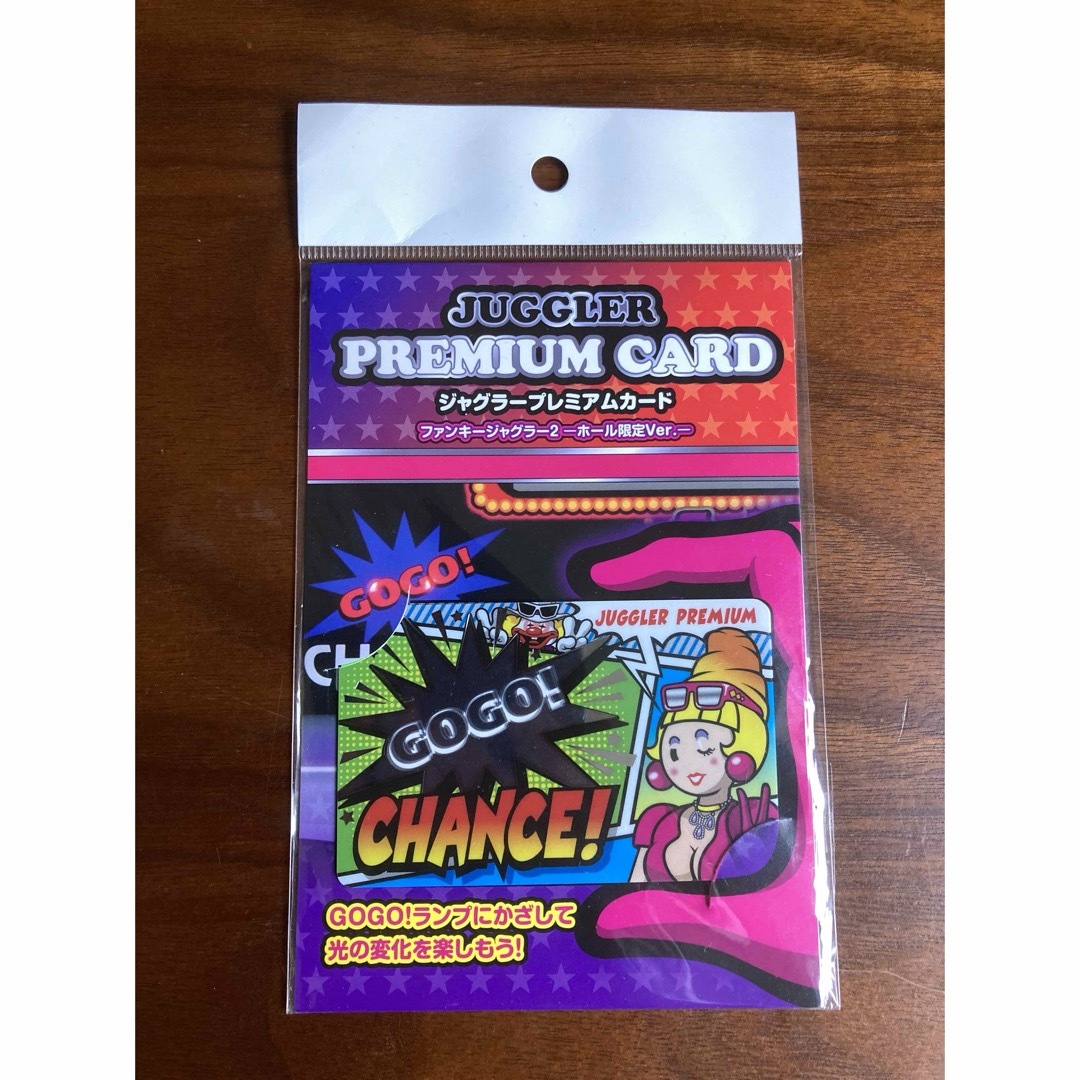 JUGGLER
PREMIUM CARD
ジャグラープレミアムカード
ファンキージャグラー2 ーホール限定Ver.ー
GOGO!
CH
JUGGLER PREMIUM
GOGO!
CHANCE!
GOGO!ランプにかざして
光の変化を楽しもう!